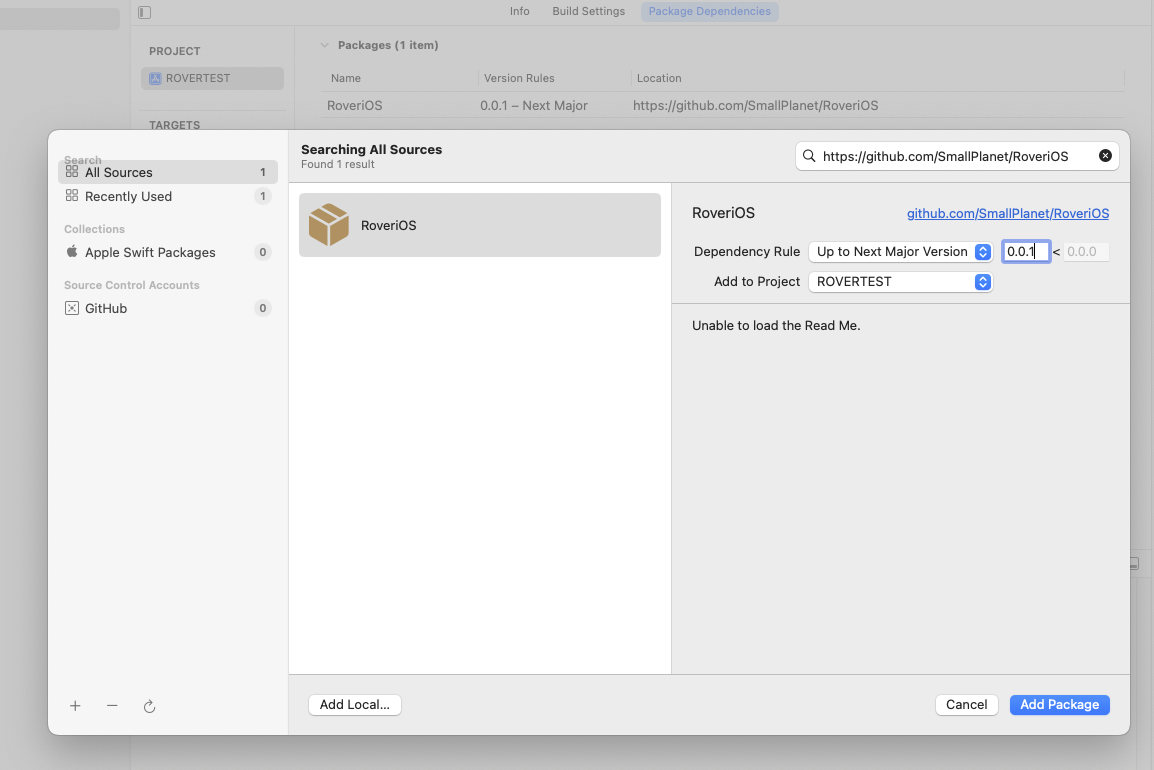 Info Build Settings Package Dependencies
PROJECT
ROVERTEST
TARGETS
Packages (1 item)
Name Version Rules Location
RoveriOS 0.0.1 – Next Major https://github.com/SmallPlanet/RoveriOS
Search
All Sources 1
Recently Used 1
Collections
Apple Swift Packages 0
Source Control Accounts
GitHub 0
Searching All Sources
Found 1 result
https://github.com/SmallPlanet/RoveriOS
RoveriOS
RoveriOS github.com/SmallPlanet/RoveriOS
Dependency Rule Up to Next Major Version 0.0.1 < 0.0.0
Add to Project ROVERTEST
Unable to load the Read Me.
Add Local... Cancel Add Package